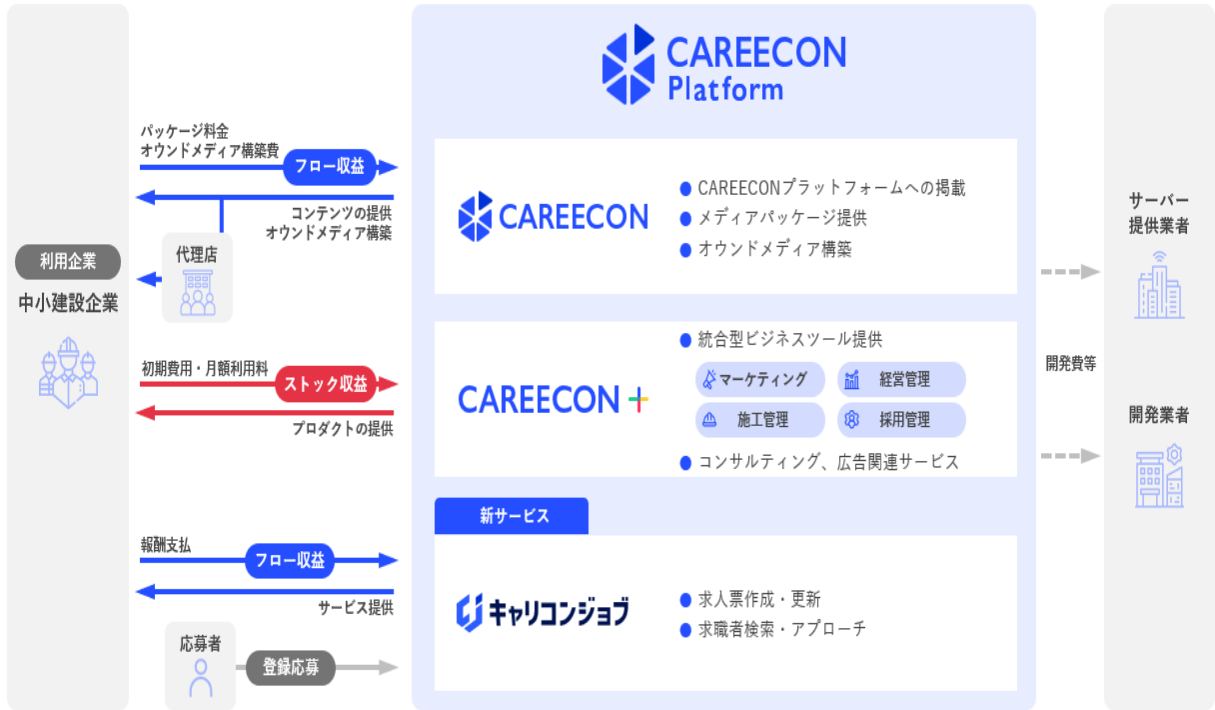 CAREECON
Platform
利用企業
中小建設企業
パッケージ料金
オウンドメディア構築費
フロー収益
コンテンツの提供
オウンドメディア構築
代理店
CAREECON
CAREECONプラットフォームへの掲載
メディアパッケージ提供
オウンドメディア構築
初期費用・月額利用料
ストック収益
プロダクトの提供
CAREECON +
統合型ビジネスツール提供
マーケティング
経営管理
施工管理
採用管理
コンサルティング、広告関連サービス
新サービス
報酬支払
フロー収益
サービス提供
応募者
登録応募
キャリコンジョブ
求人票作成・更新
求職者検索・アプローチ
サーバー
提供業者
開発費等
開発業者